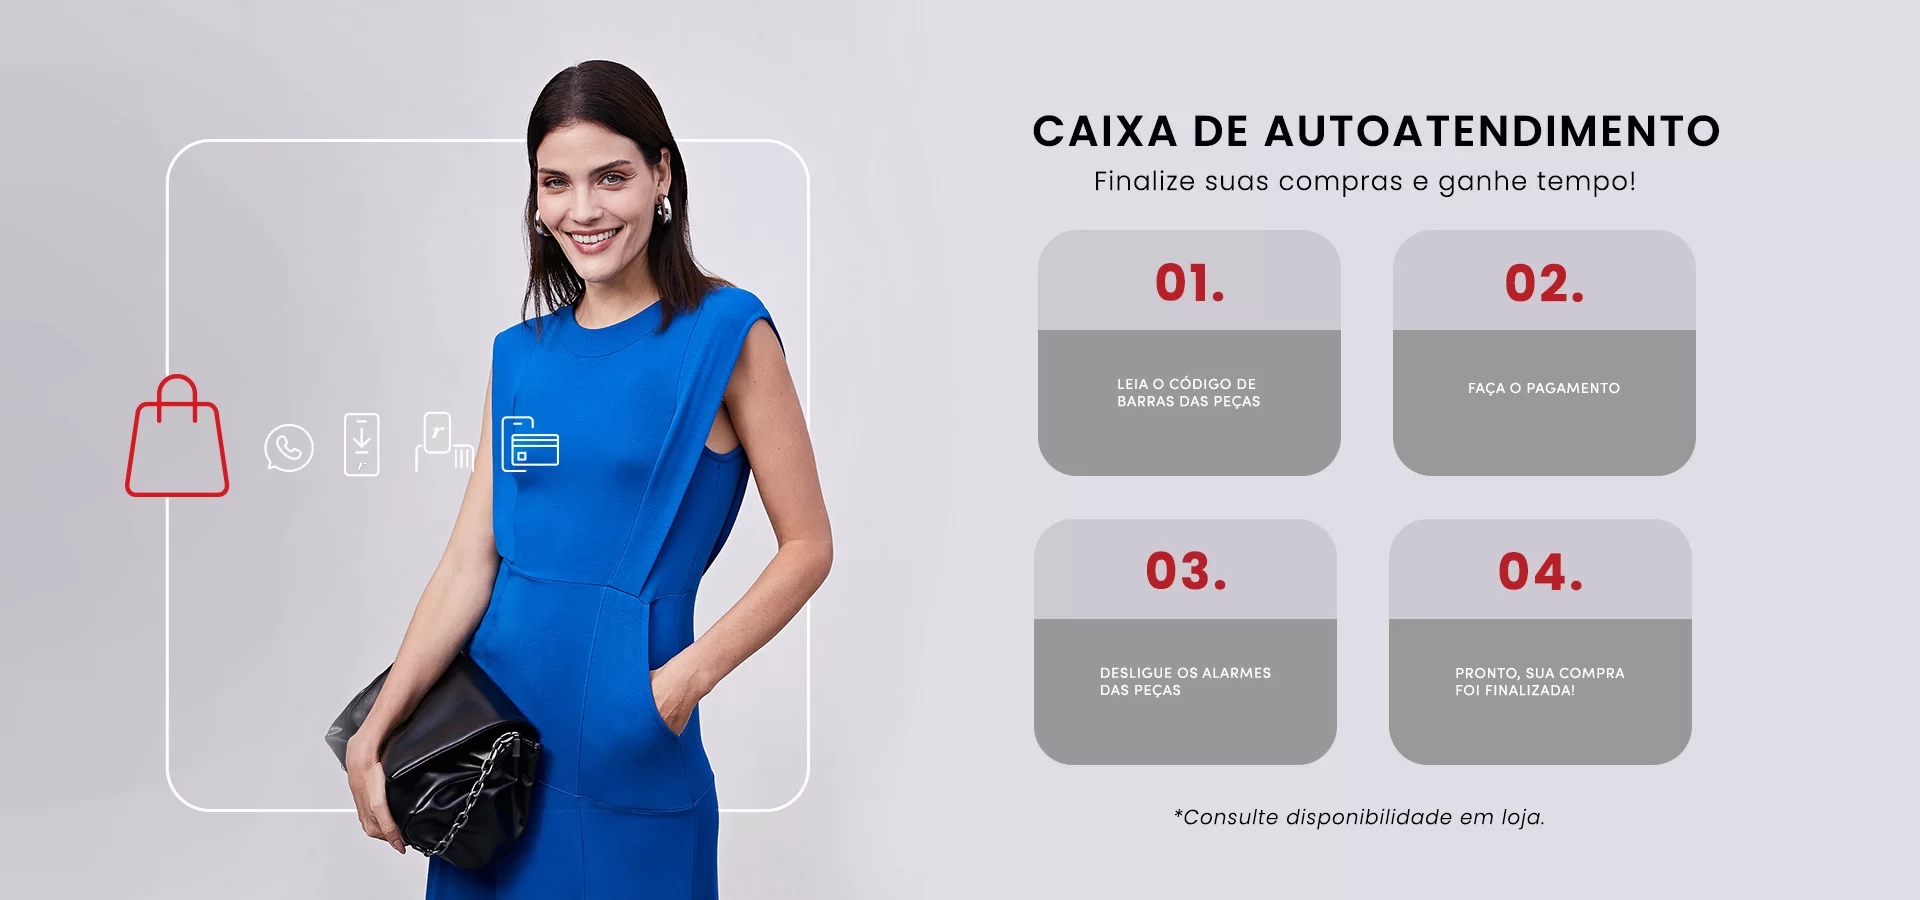 CAIXA DE AUTOATENDIMENTO
Finalize suas compras e ganhe tempo!
01.
LEIA O CÓDIGO DE
BARRAS DAS PEÇAS
02.
FAÇA O PAGAMENTO
03.
DESLIGUE OS ALARMES
DAS PEÇAS
04.
PRONTO, SUA COMPRA
FOI FINALIZADA!
*Consulte disponibilidade em loja.
r
r